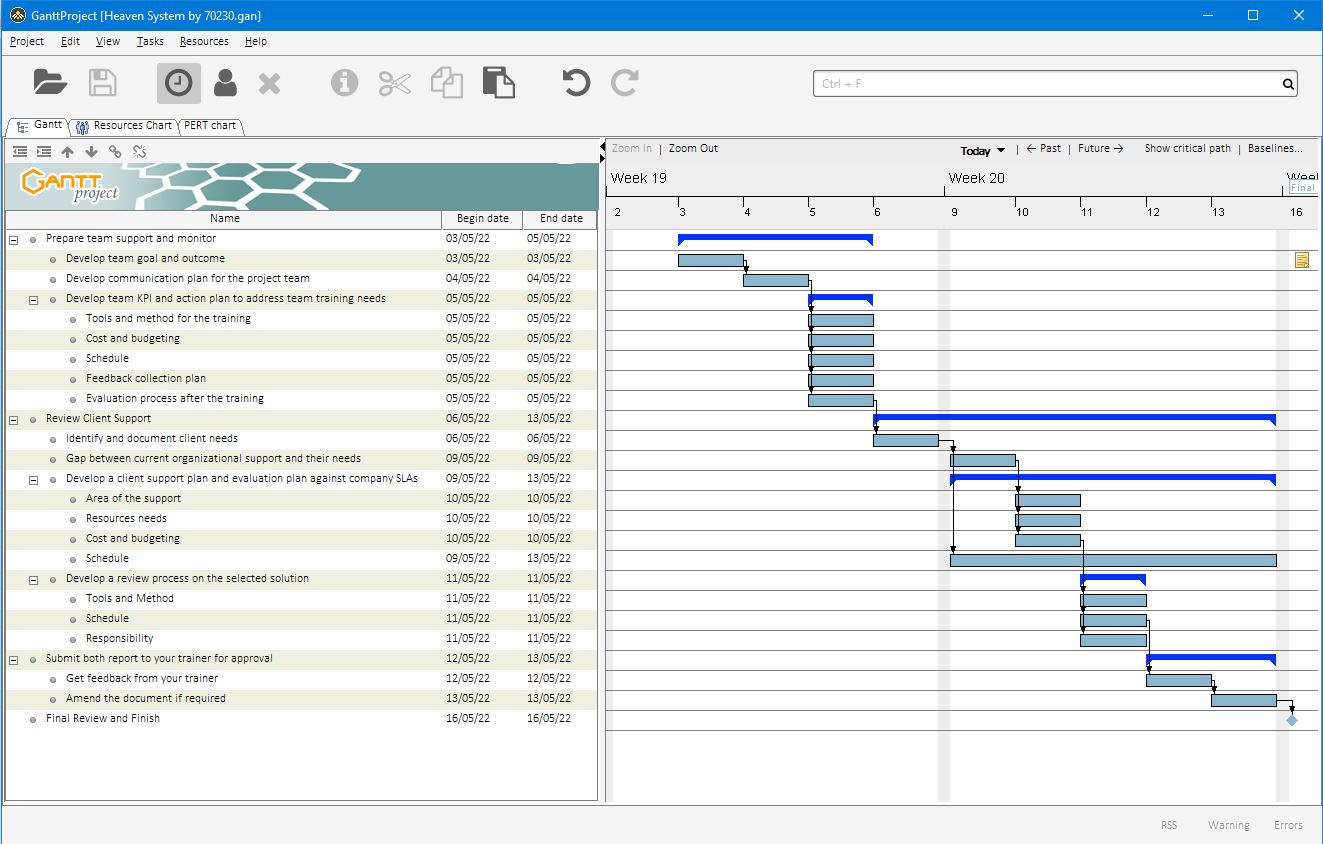 GanttProject [Heaven System by 70230.gan]
Project Edit View Tasks Resources Help
Ctrl + F
Gantt Resources Chart PERT chart
Zoom In | Zoom Out Today | ← Past | Future → Show critical path | Baselines...
GANTT project
Week 19 Week 20
Final
Name Begin date End date 2 3 4 5 6 9 10 11 12 13 16
Prepare team support and monitor 03/05/22 05/05/22
Develop team goal and outcome 03/05/22 03/05/22
Develop communication plan for the project team 04/05/22 04/05/22
Develop team KPI and action plan to address team training needs 05/05/22 05/05/22
Tools and method for the training 05/05/22 05/05/22
Cost and budgeting 05/05/22 05/05/22
Schedule 05/05/22 05/05/22
Feedback collection plan 05/05/22 05/05/22
Evaluation process after the training 05/05/22 05/05/22
Review Client Support 06/05/22 13/05/22
Identify and document client needs 06/05/22 06/05/22
Gap between current organizational support and their needs 09/05/22 09/05/22
Develop a client support plan and evaluation plan against company SLAs 09/05/22 13/05/22
Area of the support 10/05/22 10/05/22
Resources needs 10/05/22 10/05/22
Cost and budgeting 10/05/22 10/05/22
Schedule 09/05/22 13/05/22
Develop a review process on the selected solution 11/05/22 11/05/22
Tools and Method 11/05/22 11/05/22
Schedule 11/05/22 11/05/22
Responsibility 11/05/22 11/05/22
Submit both report to your trainer for approval 12/05/22 13/05/22
Get feedback from your trainer 12/05/22 12/05/22
Amend the document if required 13/05/22 13/05/22
Final Review and Finish 16/05/22 16/05/22
RSS Warning Errors